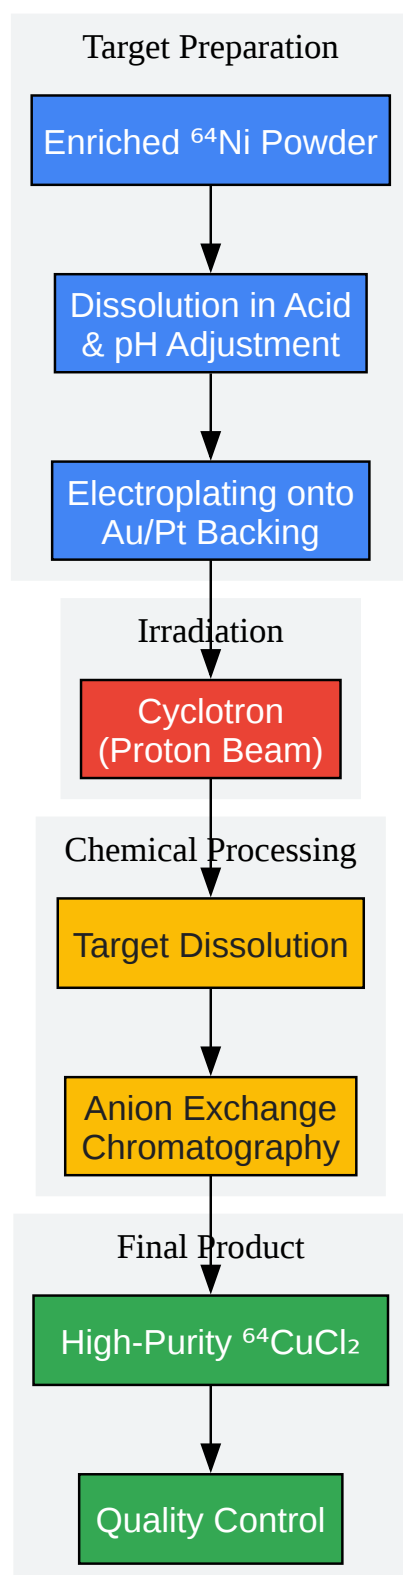 Target Preparation
Enriched ⁶⁴Ni Powder
Dissolution in Acid
& pH Adjustment
Electroplating onto
Au/Pt Backing
Irradiation
Cyclotron
(Proton Beam)
Chemical Processing
Target Dissolution
Anion Exchange
Chromatography
Final Product
High-Purity ⁶⁴CuCl₂
Quality Control